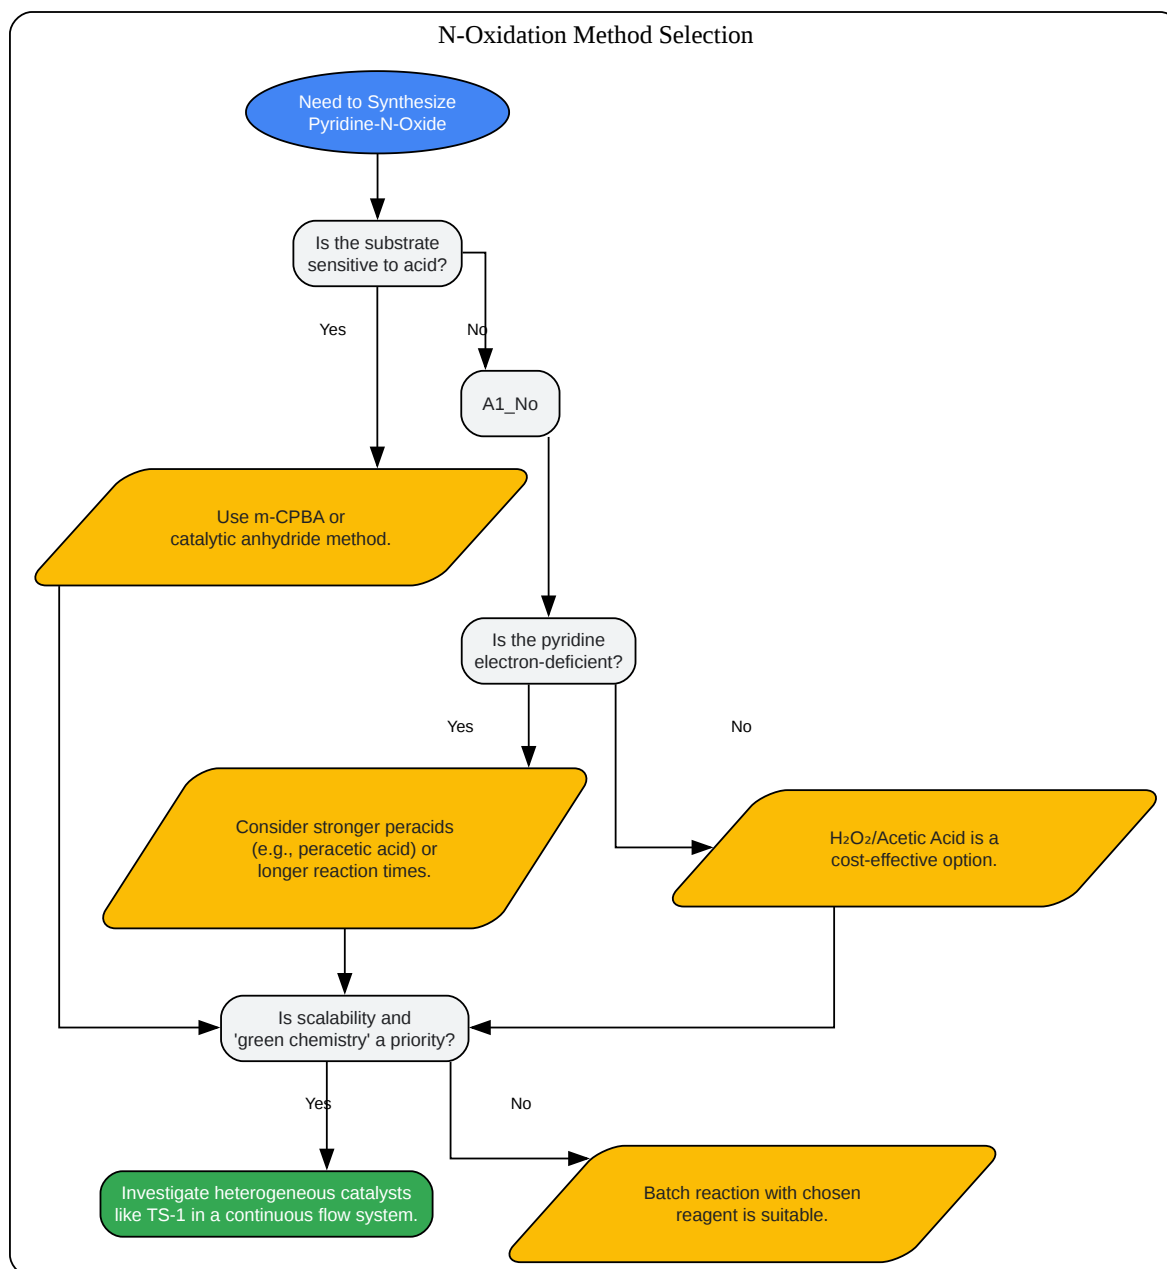 N-Oxidation Method Selection
Need to Synthesize
Pyridine-N-Oxide
Is the substrate
sensitive to acid?
Yes
No
A1_No
Use m-CPBA or
catalytic anhydride method.
Is the pyridine
electron-deficient?
Yes
No
Consider stronger peracids
(e.g., peracetic acid) or
longer reaction times.
H₂O₂/Acetic Acid is a
cost-effective option.
Is scalability and
'green chemistry' a priority?
Yes
No
Investigate heterogeneous catalysts
like TS-1 in a continuous flow system.
Batch reaction with chosen
reagent is suitable.